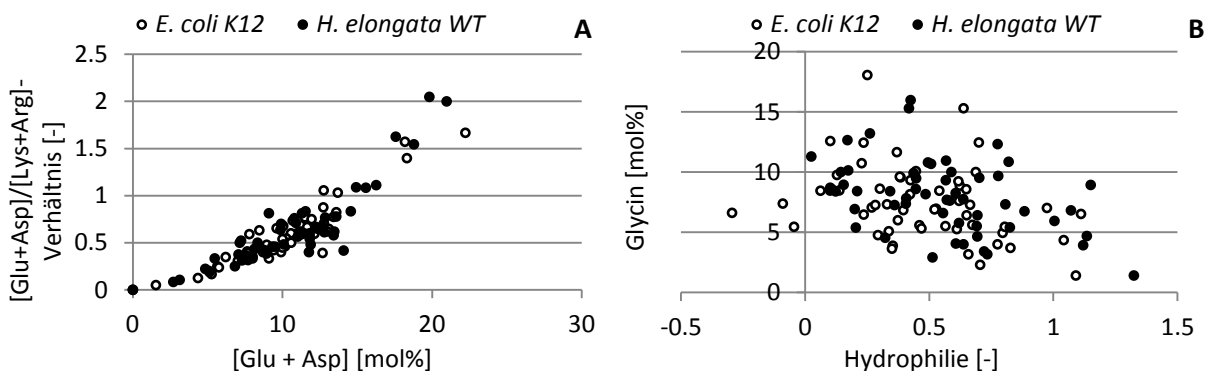 E. coli K12 H. elongata WT A
[Glu+Asp]/[Lys+Arg]-
Verhältnis [-]
2.5
2
1.5
1
0.5
0
0 10 20 30
[Glu + Asp] [mol%]
E. coli K12 H. elongata WT B
Glycin [mol%]
20
15
10
5
0
-0.5 0 0.5 1 1.5
Hydrophilie [-]